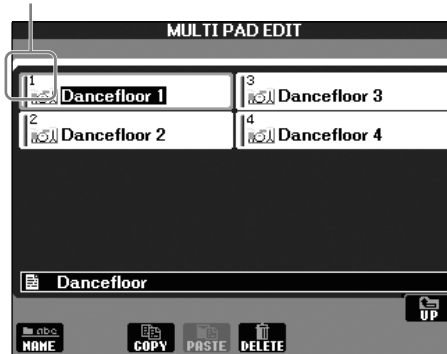 MULTI PAD EDIT
1 Dancefloor 1
3 Dancefloor 3
2 Dancefloor 2
4 Dancefloor 4
Dancefloor
UP
abc
NAME COPY PASTE DELETE